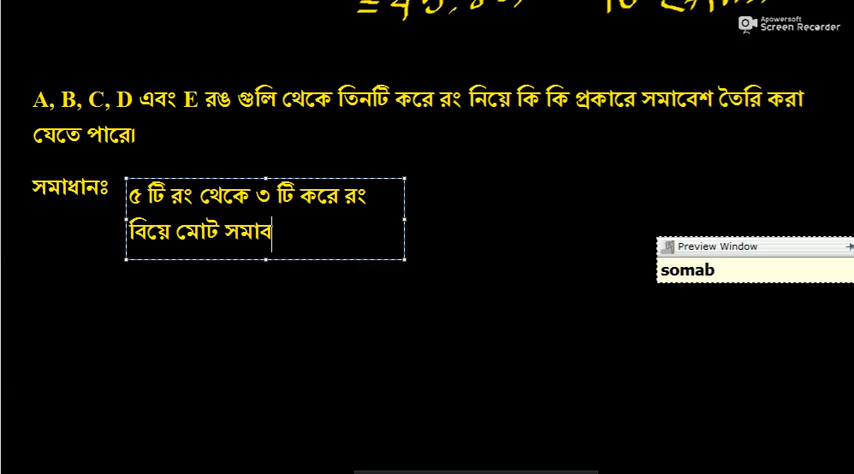 Apowersoft
Screen Recorder
A, B, C, D এবং E রঙ গুলি থেকে তিনটি করে রং নিয়ে কি কি প্রকারে সমাবেশ তৈরি করা
যেতে পারে।
সমাধানঃ
৫ টি রং থেকে ৩ টি করে রং
বিয়ে মোট সমাব
Preview Window
somab